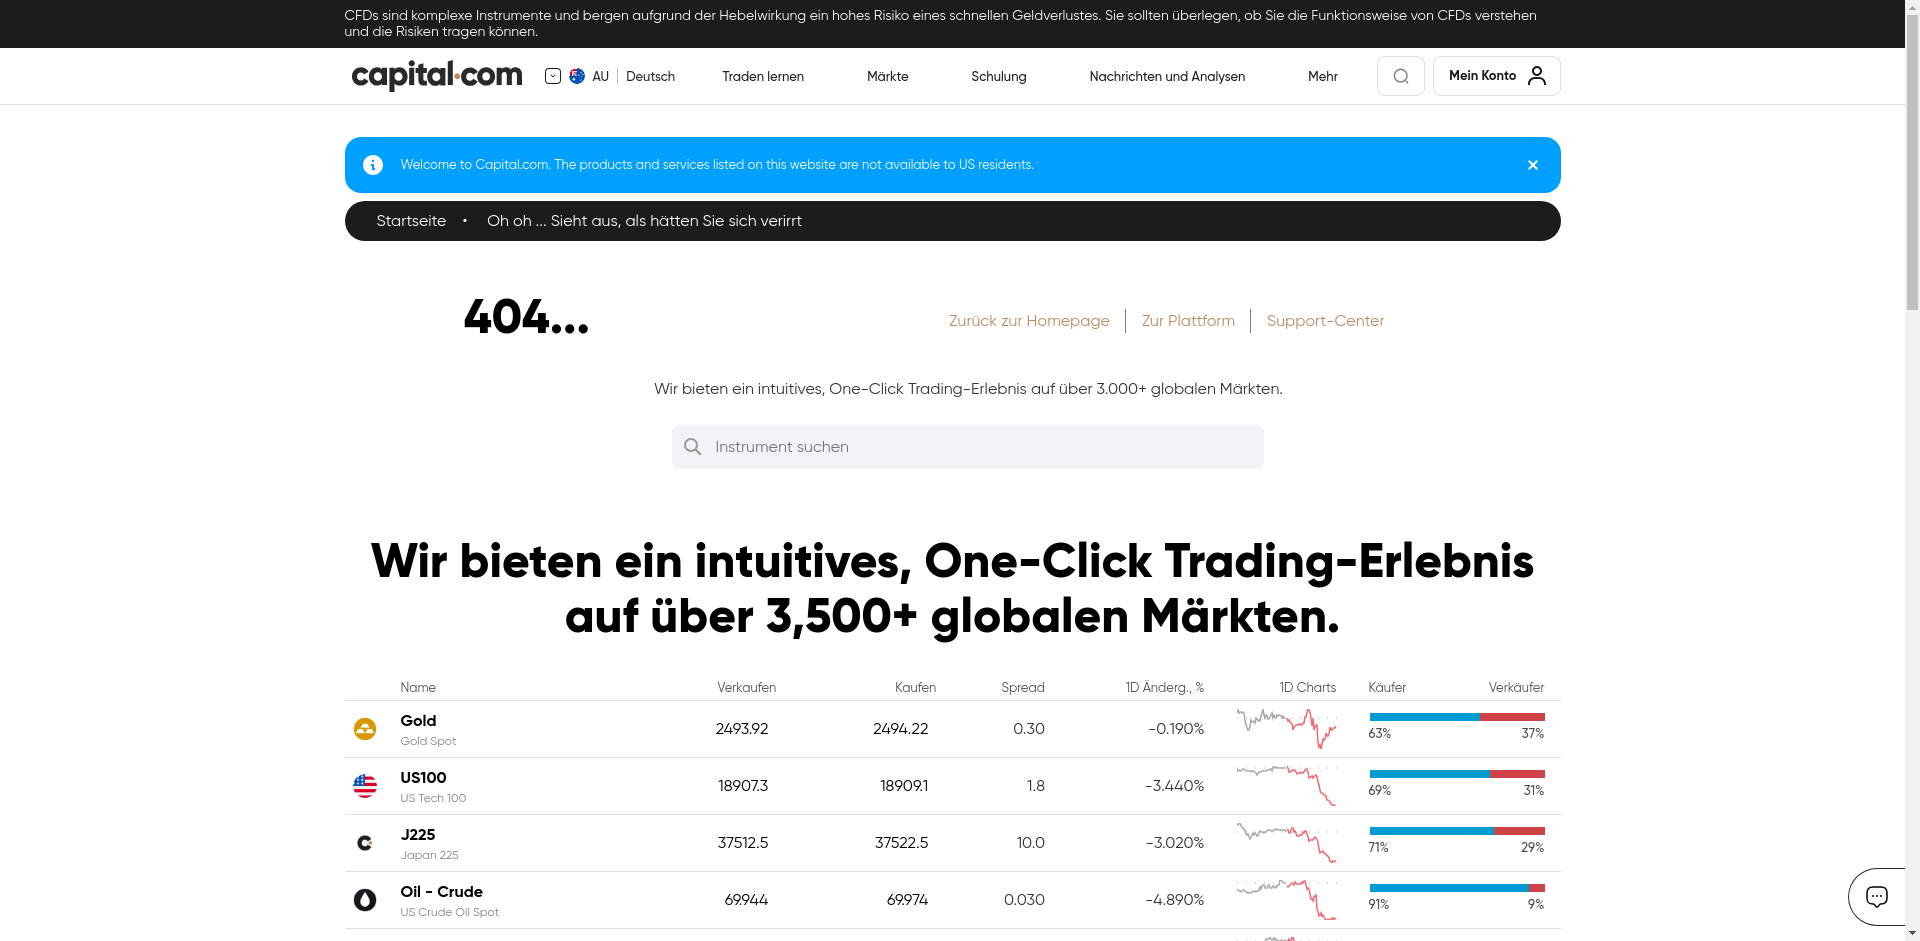 CFDs sind komplexe Instrumente und bergen aufgrund der Hebelwirkung ein hohes Risiko eines schnellen Geldverlustes. Sie sollten überlegen, ob Sie die Funktionsweise von CFDs verstehen
und die Risiken tragen können.
capital.com AU Deutsch Traden lernen Märkte Schulung Nachrichten und Analysen Mehr Mein Konto
Welcome to Capital.com. The products and services listed on this website are not available to US residents.
Startseite • Oh oh ... Sieht aus, als hätten Sie sich verirrt
404...
Zurück zur Homepage Zur Plattform Support-Center
Wir bieten ein intuitives, One-Click Trading-Erlebnis auf über 3.000+ globalen Märkten.
Instrument suchen
Wir bieten ein intuitives, One-Click Trading-Erlebnis
auf über 3,500+ globalen Märkten.
Name Verkaufen Kaufen Spread 1D Änderg., % 1D Charts Käufer Verkäufer
Gold
Gold Spot
2493.92 2494.22 0.30 -0.190%
63% 37%
US100
US Tech 100
18907.3 18909.1 1.8 -3.440%
69% 31%
J225
Japan 225
37512.5 37522.5 10.0 -3.020%
71% 29%
Oil - Crude
US Crude Oil Spot
69.944 69.974 0.030 -4.890%
91% 9%